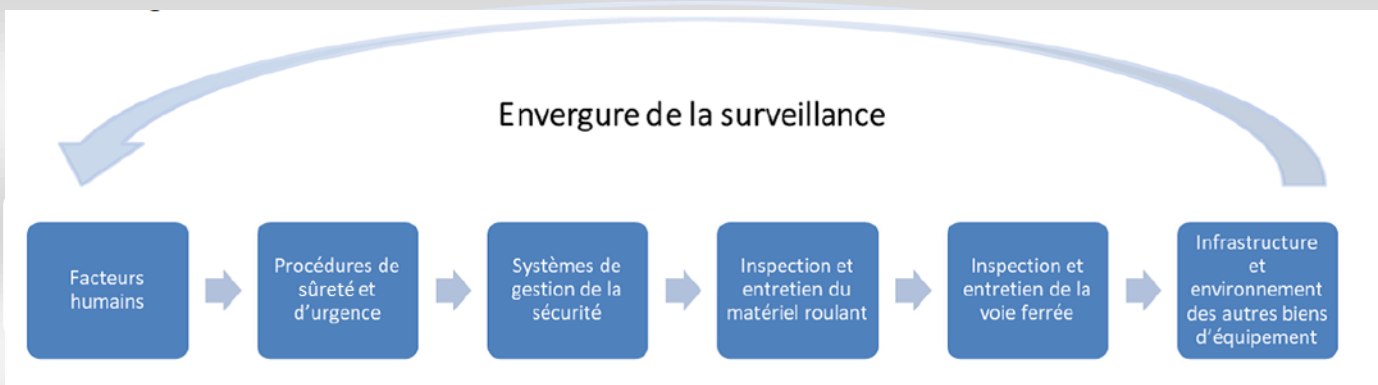 Envergure de la surveillance
Facteurs
humains
Procédures de
sûreté et
d'urgence
Systèmes de
gestion de la
sécurité
Inspection et
entretien du
matériel roulant
Inspection et
entretien de la
voie ferrée
Infrastructure
et
environnement
des autres biens
d'équipement